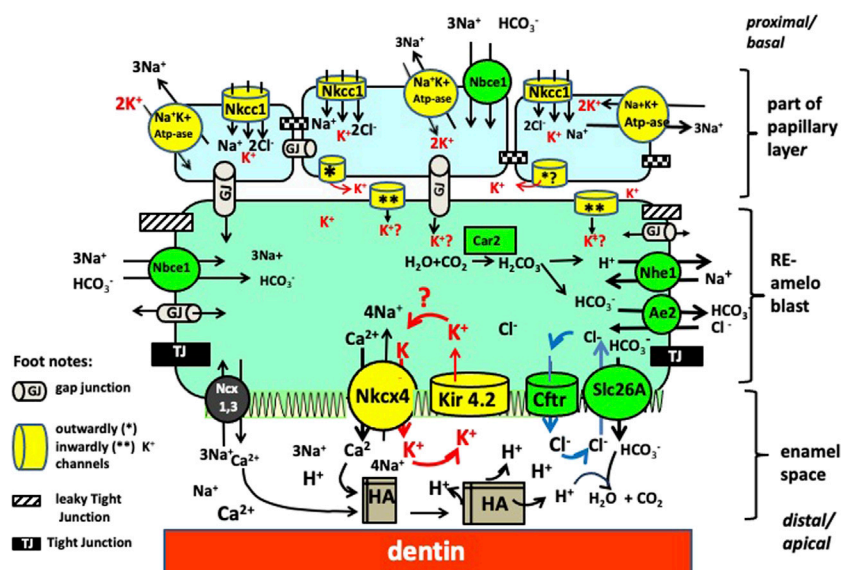 3Na⁺ HCO₃⁻
proximal/
basal
3Na⁺
2K⁺
Na⁺K+
Atp-ase
Nkcc1
Na⁺ 2Cl⁻
K⁺
GJ
Nkcc1
Na⁺ 2Cl⁻
K⁺
3Na⁺
Na⁺K+
Atp-ase
2K⁺
Nbce1
Nkcc1
2Cl⁻ Na⁺
K⁺
2K⁺
Na+K+
Atp-ase
3Na⁺
part of
papillary
layer
GJ
* K⁺
GJ
K⁺ *?
K⁺
**
K⁺?
K⁺?
**
K⁺?
K⁺
GJ
Car2
H₂O+CO₂ H₂CO₃
H⁺
HCO₃⁻
3Na⁺
HCO₃⁻
Nbce1
3Na+
HCO₃⁻
GJ
TJ
Nhe1
Na⁺
Ae2
HCO₃⁻
Cl⁻
TJ
RE-
amelo
blast
?
4Na⁺
Ca²⁺
K
K⁺
Cl⁻
Cl⁻
HCO₃⁻
Ncx
1,3
Nkcx4
Kir 4.2
Cftr
Slc26A
3Na⁺
Ca²⁺
3Na⁺
Ca²
K⁺
K⁺
4Na⁺
H⁺
Cl⁻
Cl⁻
HCO₃⁻
Na⁺
Ca²⁺
HA
H⁺
H⁺
H⁺
HA
H⁺
H₂O + CO₂
enamel
space
distal/
apical
dentin
Foot notes:
GJ gap junction
outwardly (*)
inwardly (**) K⁺
channels
leaky Tight
Junction
TJ Tight Junction